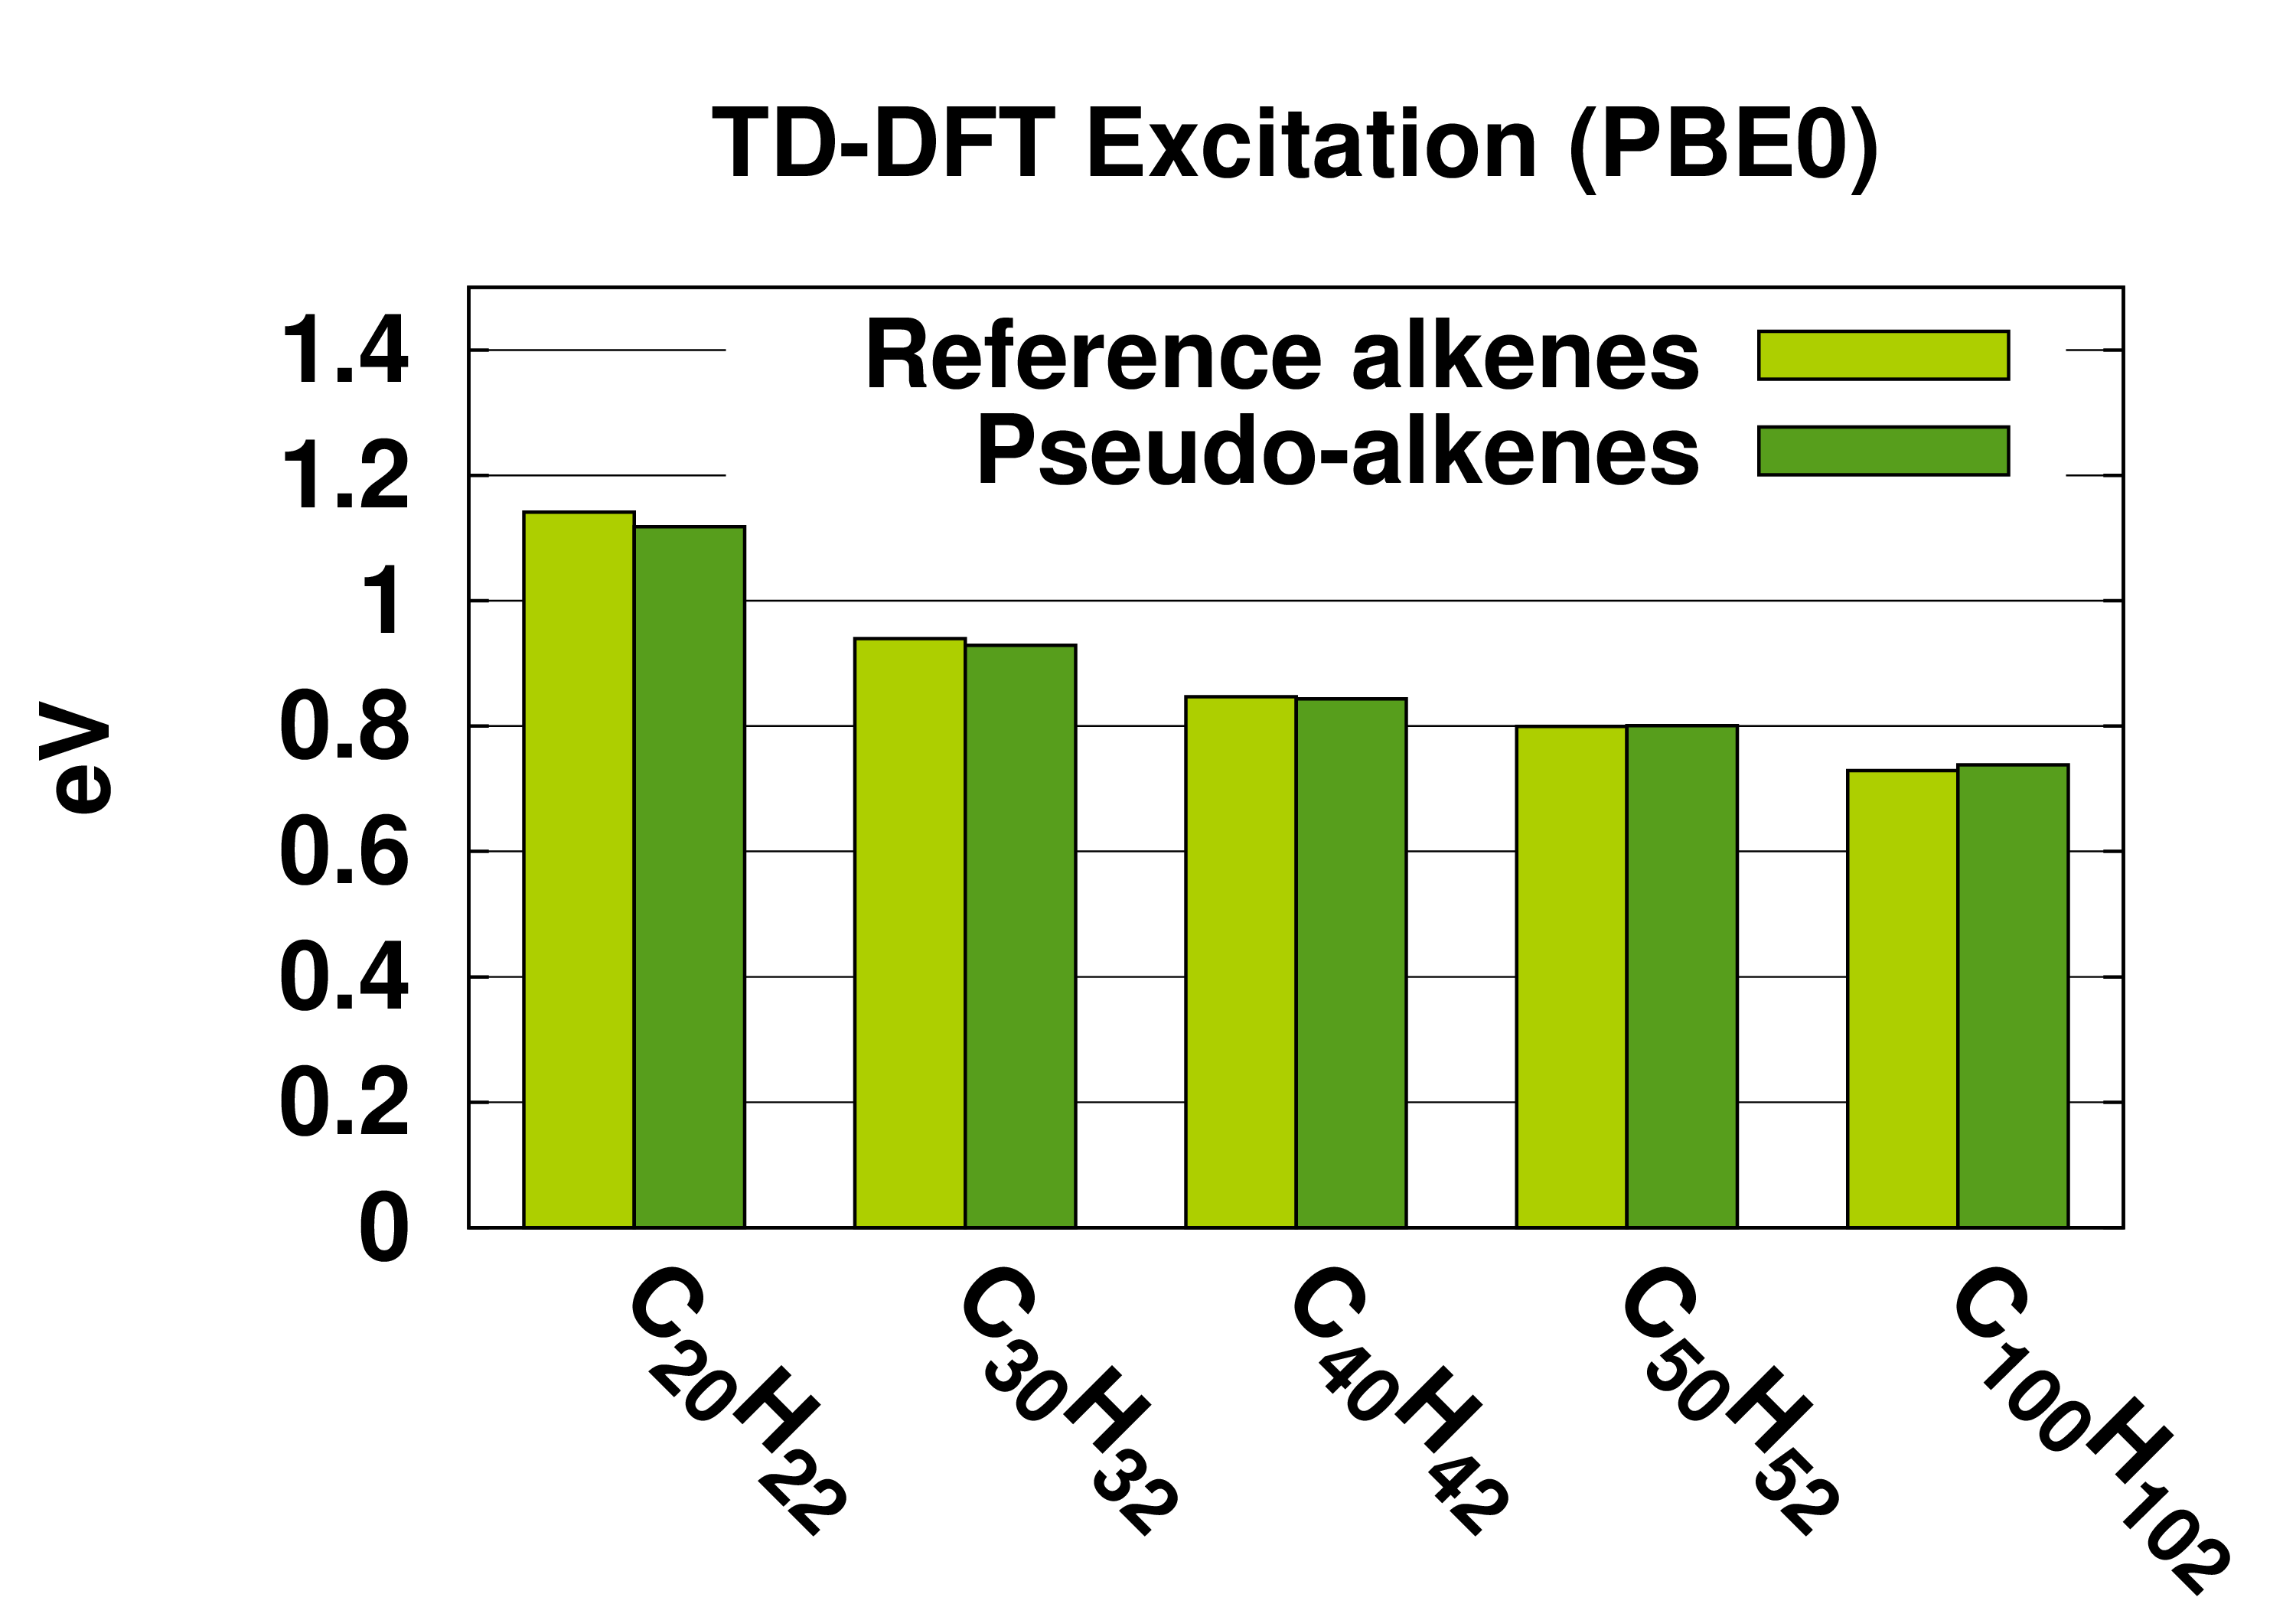 TD-DFT Excitation (PBE0)
Reference alkenes
Pseudo-alkenes
eV
1.4
1.2
1
0.8
0.6
0.4
0.2
0
C₂₀H₂₂
C₃₀H₃₂
C₄₀H₄₂
C₅₀H₅₂
C₁₀₀H₁₀₂